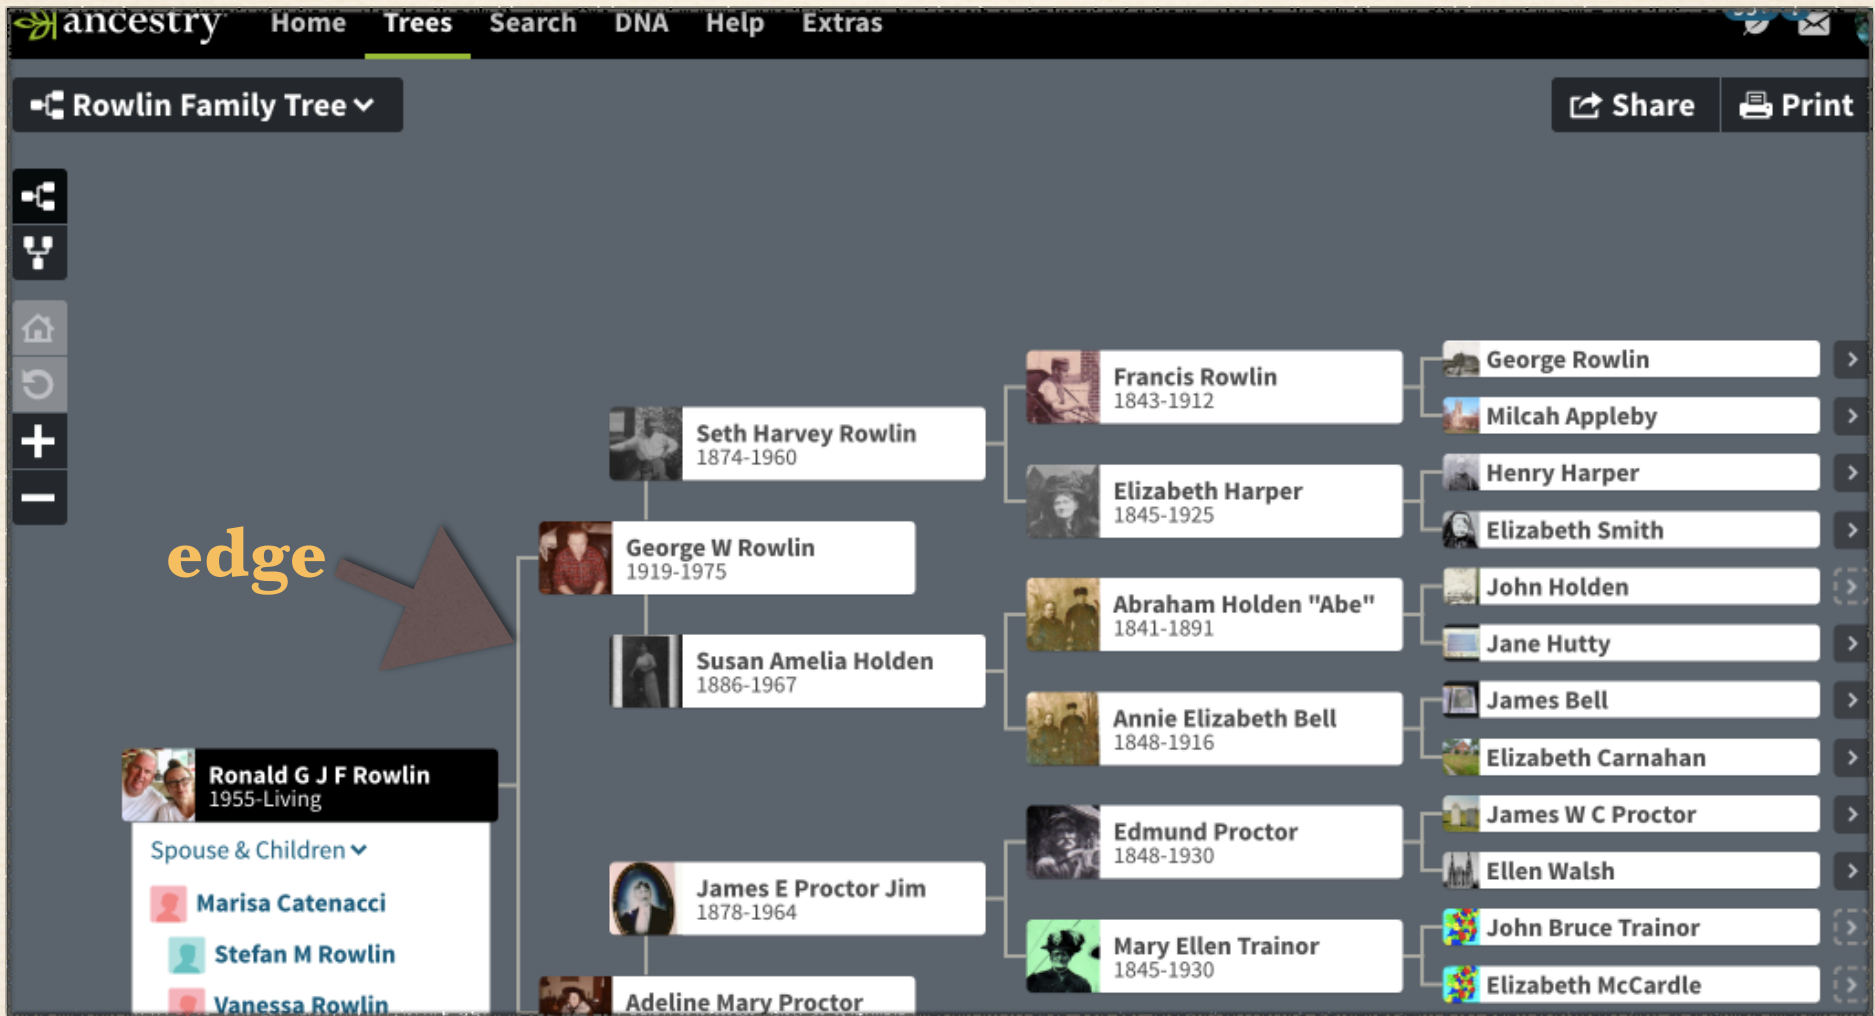 ancestry Home Trees Search DNA Help Extras
Rowlin Family Tree
Share Print
edge
Ronald G J F Rowlin
1955-Living
Spouse & Children
Marisa Catenacci
Stefan M Rowlin
Vanessa Rowlin
George W Rowlin
1919-1975
Adeline Mary Proctor
Seth Harvey Rowlin
1874-1960
Susan Amelia Holden
1886-1967
James E Proctor Jim
1878-1964
Francis Rowlin
1843-1912
Elizabeth Harper
1845-1925
Abraham Holden "Abe"
1841-1891
Annie Elizabeth Bell
1848-1916
Edmund Proctor
1848-1930
Mary Ellen Trainor
1845-1930
George Rowlin
Milcah Appleby
Henry Harper
Elizabeth Smith
John Holden
Jane Hutty
James Bell
Elizabeth Carnahan
James W C Proctor
Ellen Walsh
John Bruce Trainor
Elizabeth McCardle